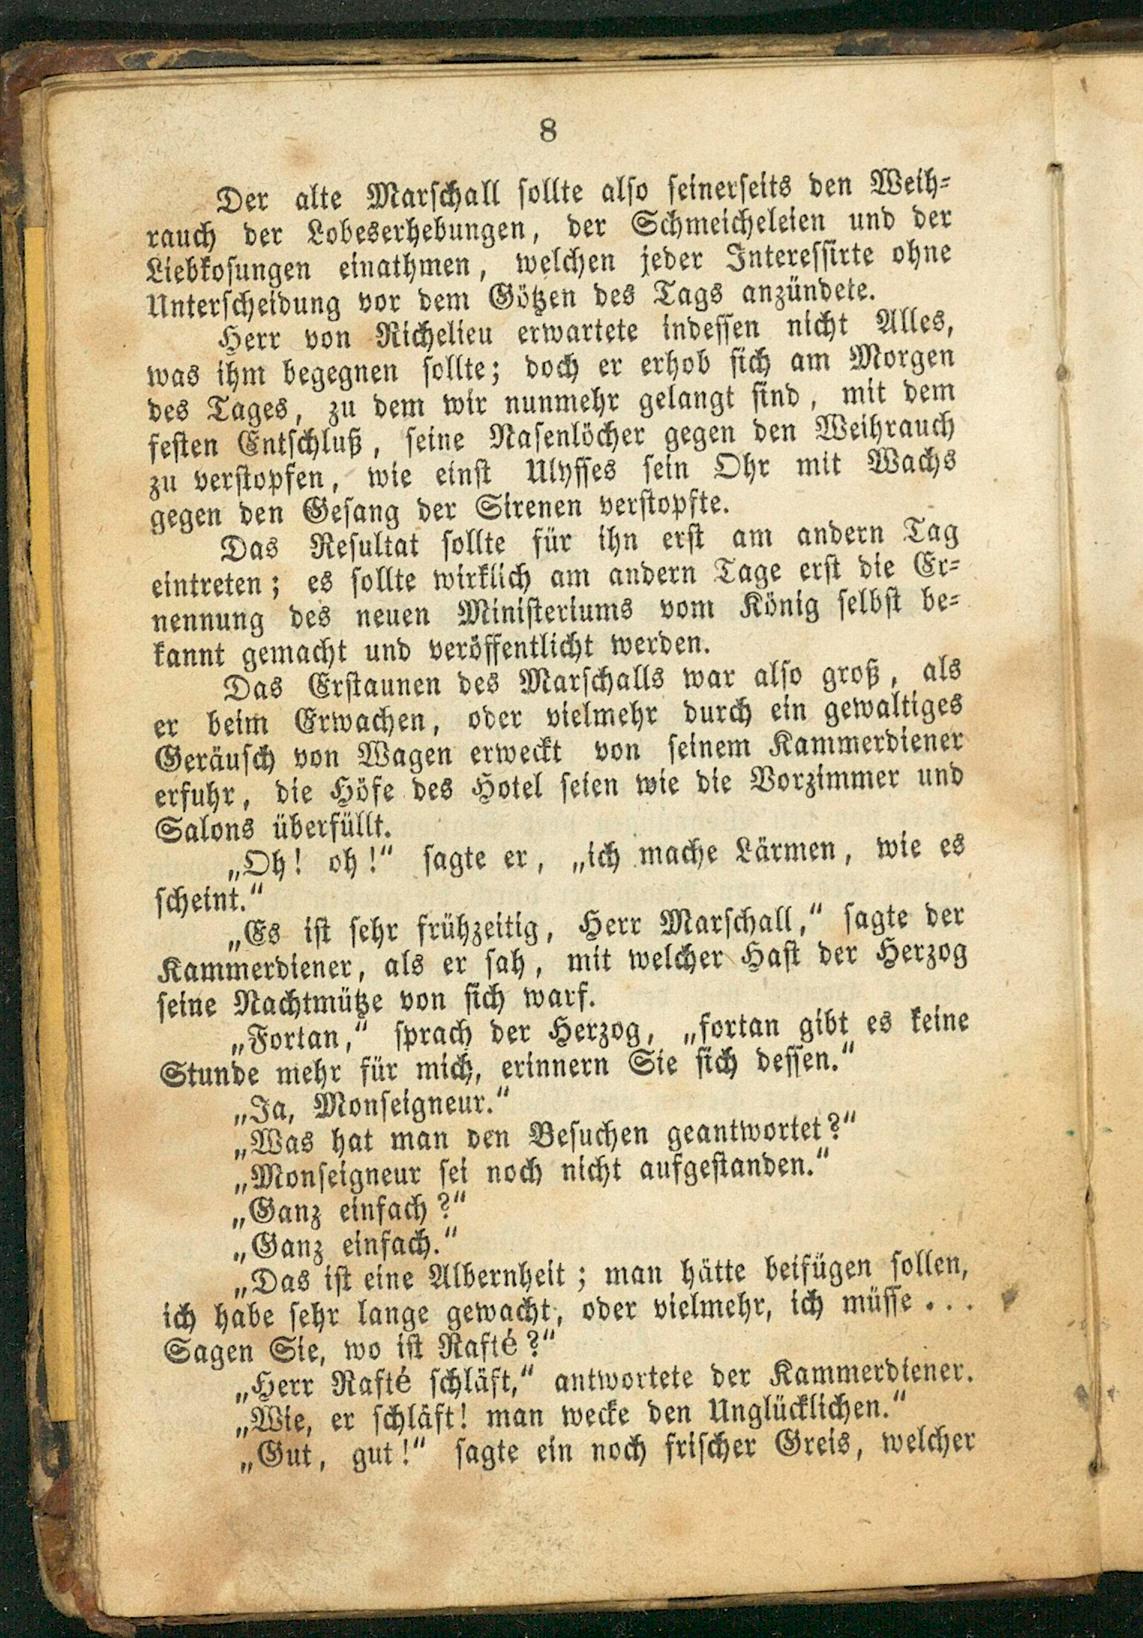 8
Der alte Marschall sollte also seinerseits den Weih-
rauch der Lobeserhebungen, der Schmeicheleien und der
Liebkosungen einathmen, welchen jeder Interessirte ohne
Unterscheidung vor dem Götzen des Tags anzündete.
Herr von Richelieu erwartete indessen nicht Alles,
was ihm begegnen sollte; doch er erhob sich am Morgen
des Tages, zu dem wir nunmehr gelangt sind, mit dem
festen Entschluß, seine Nasenlöcher gegen den Weihrauch
zu verstopfen, wie einst Ulysses sein Ohr mit Wachs
gegen den Gesang der Sirenen verstopfte.
Das Resultat sollte für ihn erst am andern Tag
eintreten; es sollte wirklich am andern Tage erst die Er-
nennung des neuen Ministeriums vom König selbst be-
kannt gemacht und veröffentlicht werden.
Das Erstaunen des Marschalls war also groß, als
er beim Erwachen, oder vielmehr durch ein gewaltiges
Geräusch von Wagen erweckt von seinem Kammerdiener
erfuhr, die Höfe des Hotel seien wie die Vorzimmer und
Salons überfüllt.
„Oh! oh!“ sagte er, „ich mache Lärmen, wie es
scheint.“
„Es ist sehr frühzeitig, Herr Marschall,“ sagte der
Kammerdiener, als er sah, mit welcher Hast der Herzog
seine Nachtmütze von sich warf.
„Fortan,“ sprach der Herzog, „fortan gibt es keine
Stunde mehr für mich, erinnern Sie sich dessen.“
„Ja, Monseigneur.“
„Was hat man den Besuchen geantwortet?“
„Monseigneur sei noch nicht aufgestanden.“
„Ganz einfach?“
„Ganz einfach.“
„Das ist eine Albernheit; man hätte beifügen sollen,
ich habe sehr lange gewacht, oder vielmehr, ich müsse...
Sagen Sie, wo ist Rafté?“
„Herr Rafté schläft,“ antwortete der Kammerdiener.
„Wie, er schläft! man wecke den Unglücklichen.“
„Gut, gut!“ sagte ein noch frischer Greis, welcher